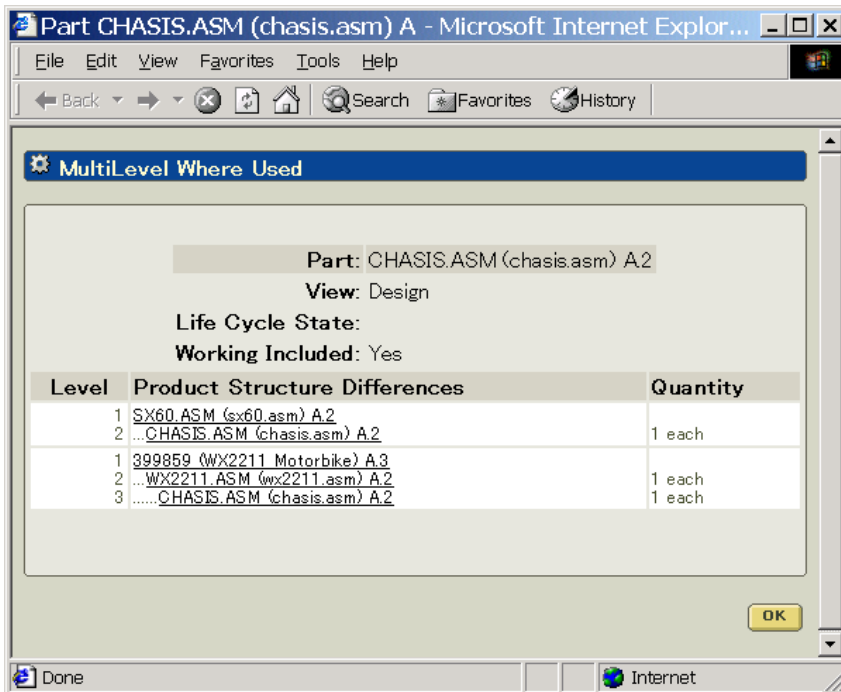 Part CHASIS.ASM (chasis.asm) A - Microsoft Internet Explor...
File Edit View Favorites Tools Help
Back Search Favorites History
MultiLevel Where Used
Part: CHASIS.ASM (chasis.asm) A.2
View: Design
Life Cycle State:
Working Included: Yes
Level Product Structure Differences Quantity
1 SX60.ASM (sx60.asm) A.2
2 ...CHASIS.ASM (chasis.asm) A.2 1 each
1 399859 (WX2211 Motorbike) A.3
2 ...WX2211.ASM (wx2211.asm) A.2 1 each
3 ......CHASIS.ASM (chasis.asm) A.2 1 each
OK
Done Internet